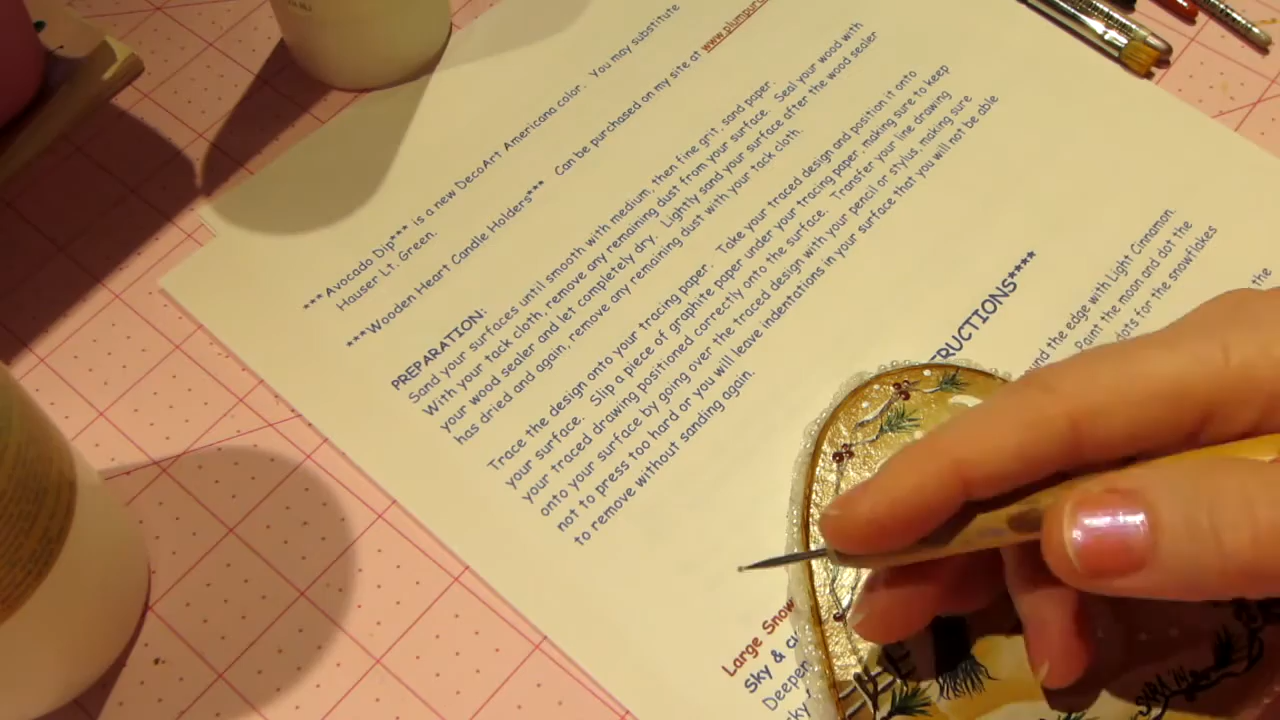 ***Avocado Dip*** is a new DecoArt Americana color. You may substitute
Hauser Lt. Green.
***Wooden Heart Candle Holders*** Can be purchased on my site at
PREPARATION:
Sand your surfaces until smooth with medium, then fine grit, sand paper.
With your tack cloth, remove any remaining dust from your surface. Seal your wood with
your wood sealer and let completely dry. Lightly sand your surface after the wood sealer
has dried and again, remove any remaining dust with your tack cloth.
Trace the design onto your tracing paper. Take your traced design and position it onto
your surface. Slip a piece of graphite paper under your tracing paper, making sure to keep
your traced drawing positioned correctly onto the surface. Transfer your line drawing
onto your surface by going over the traced design with your pencil or stylus, making sure
not to press too hard or you will leave indentations in your surface that you will not be able
to remove without sanding again.
the edge with Light Cinnamon.
Paint the moon and dot the
dots for the snowflakes
the
Large Snow
Sky &
Deepen